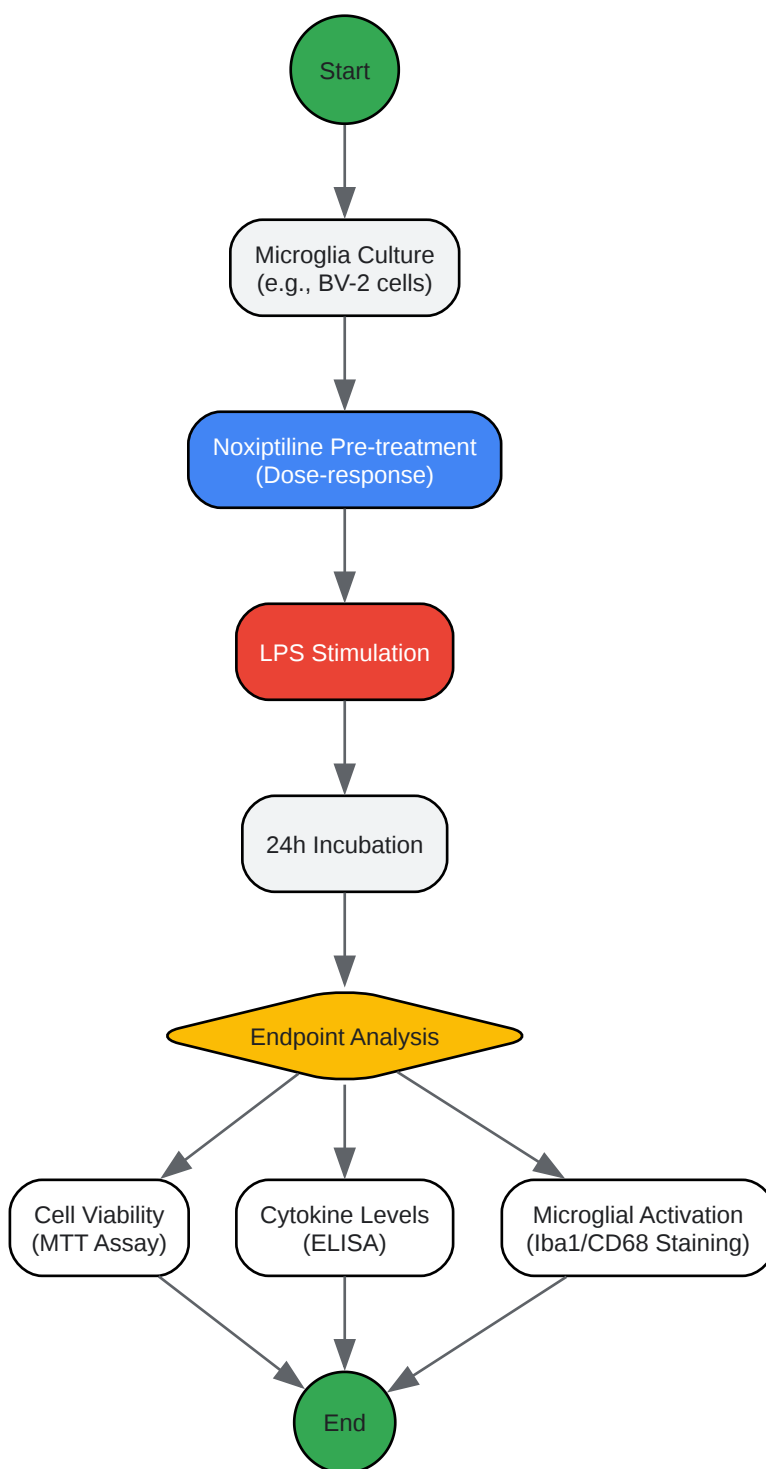 Start
Microglia Culture
(e.g., BV-2 cells)
Noxiptiline Pre-treatment
(Dose-response)
LPS Stimulation
24h Incubation
Endpoint Analysis
Cell Viability
(MTT Assay)
Cytokine Levels
(ELISA)
Microglial Activation
(Iba1/CD68 Staining)
End